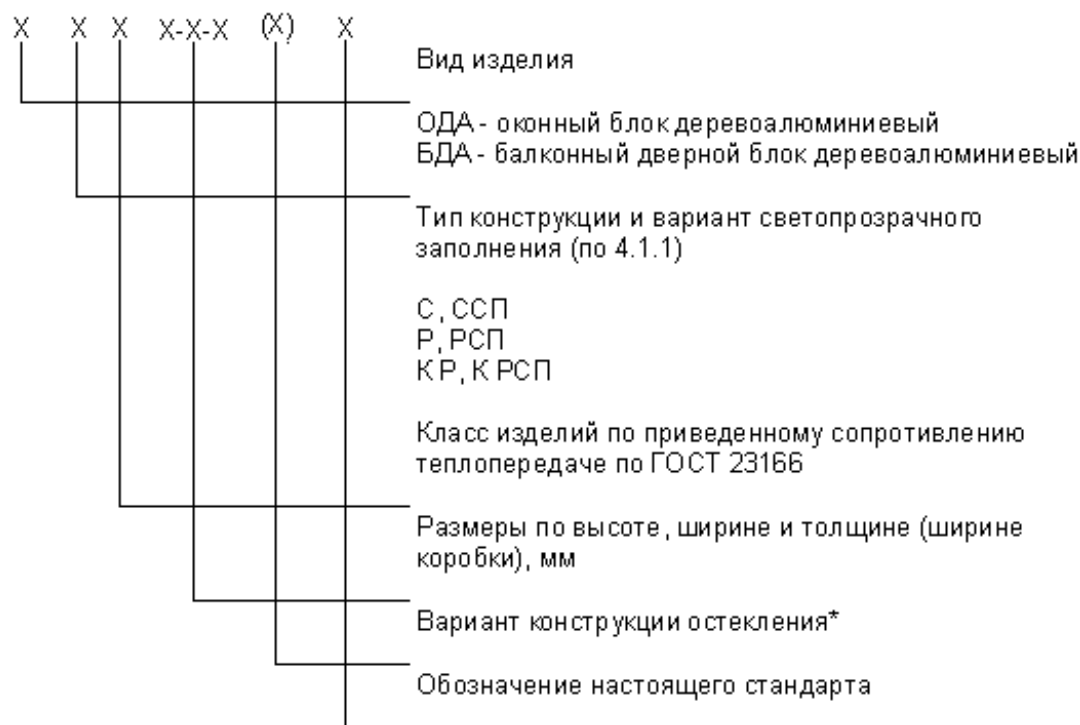 X X X X-X-X (X) X
Вид изделия
ОДА - оконный блок деревоалюминиевый
БДА - балконный дверной блок деревоалюминиевый
Тип конструкции и вариант светопрозрачного
заполнения (по 4.1.1)
С, ССП
Р, РСП
К Р, К РСП
Класс изделий по приведенному сопротивлению
теплопередаче по ГОСТ 23166
Размеры по высоте, ширине и толщине (ширине
коробки), мм
Вариант конструкции остекления*
Обозначение настоящего стандарта